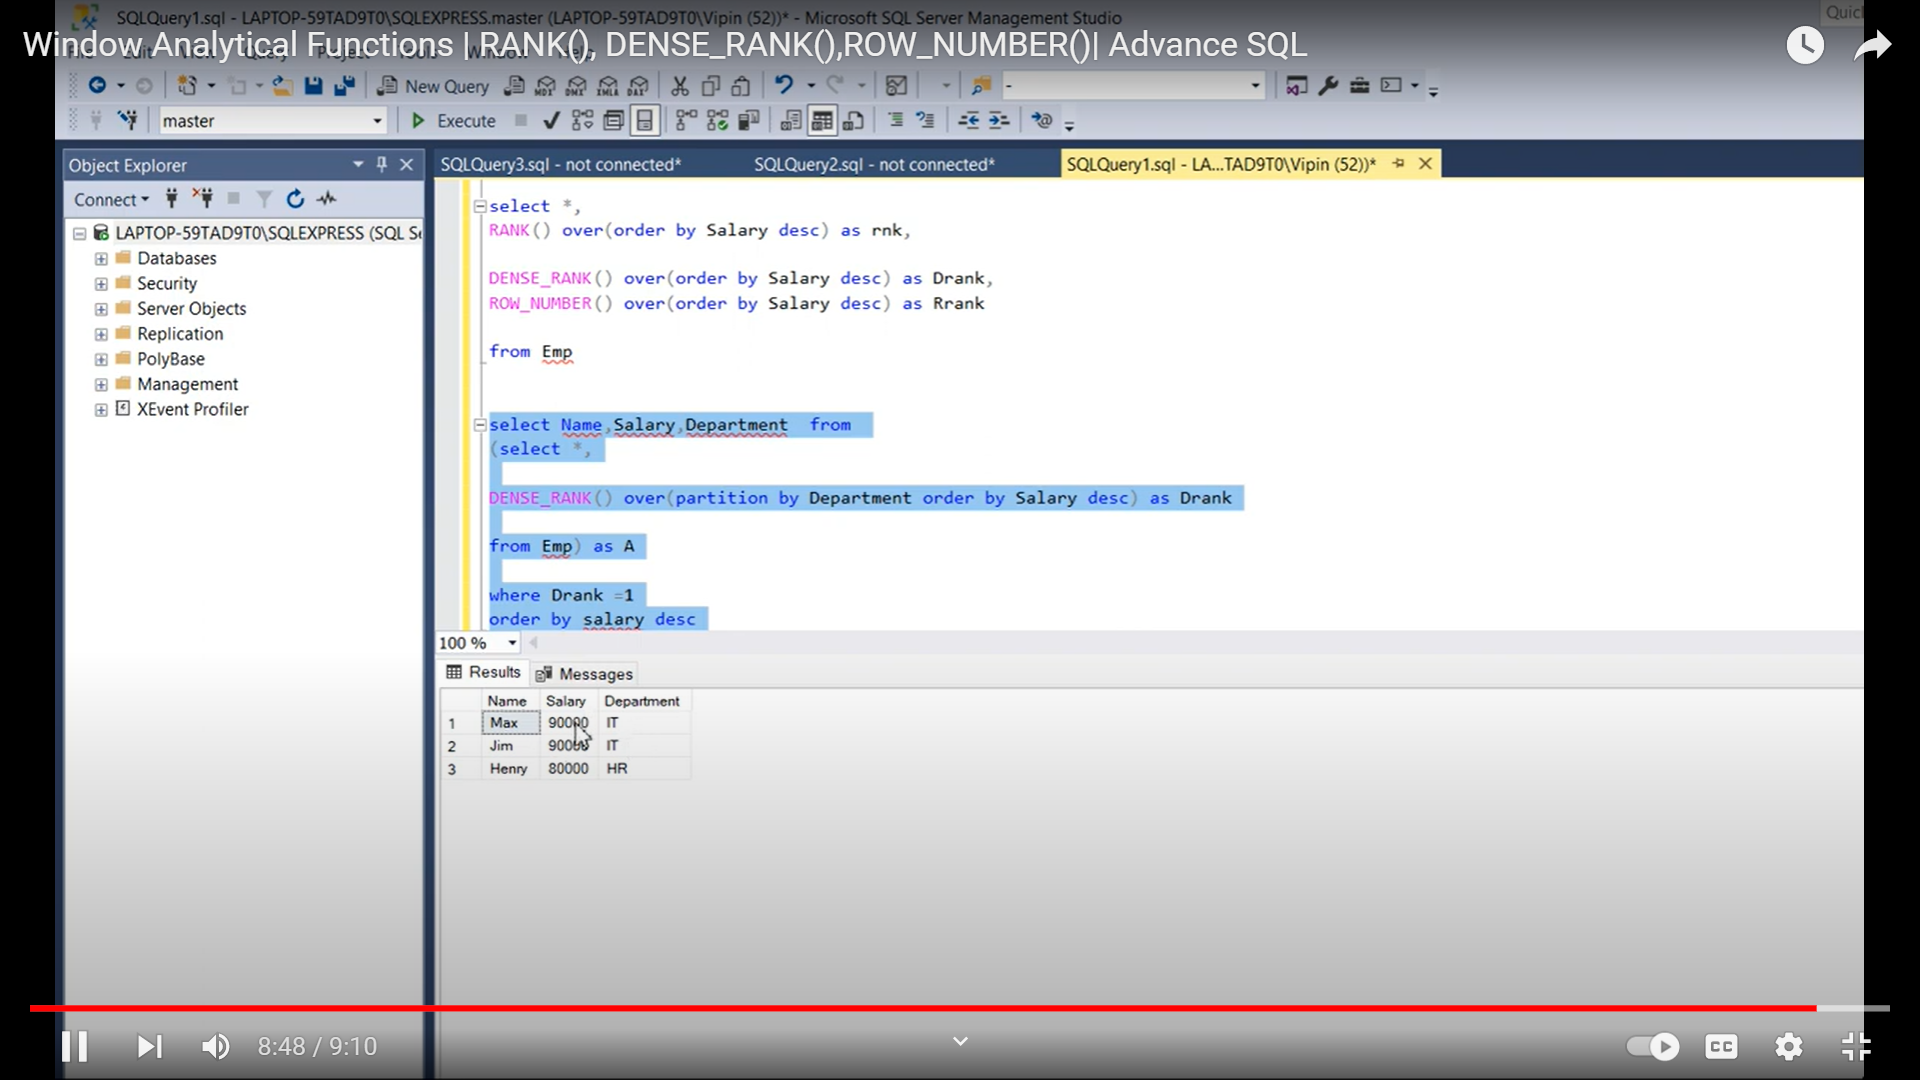 SQLQuery1.sql - LAPTOP-59TAD9T0\SQLEXPRESS.master (LAPTOP-59TAD9T0\Vipin (52))* - Microsoft SQL Server Management Studio
Window Analytical Functions | RANK(), DENSE_RANK(),ROW_NUMBER()| Advance SQL
New Query
master
Execute
Object Explorer
SQLQuery3.sql - not connected*
SQLQuery2.sql - not connected*
SQLQuery1.sql - LA...TAD9T0\Vipin (52))*
Connect
LAPTOP-59TAD9T0\SQLEXPRESS (SQL Se
Databases
Security
Server Objects
Replication
PolyBase
Management
XEvent Profiler
select *,
RANK() over(order by Salary desc) as rnk,
DENSE_RANK() over(order by Salary desc) as Drank,
ROW_NUMBER() over(order by Salary desc) as Rrank
from Emp
select Name,Salary,Department from
(select *,
DENSE_RANK() over(partition by Department order by Salary desc) as Drank
from Emp) as A
where Drank =1
order by salary desc
100 %
Results Messages
Name Salary Department
1 Max 90000 IT
2 Jim 90000 IT
3 Henry 80000 HR
8:48 / 9:10
CC